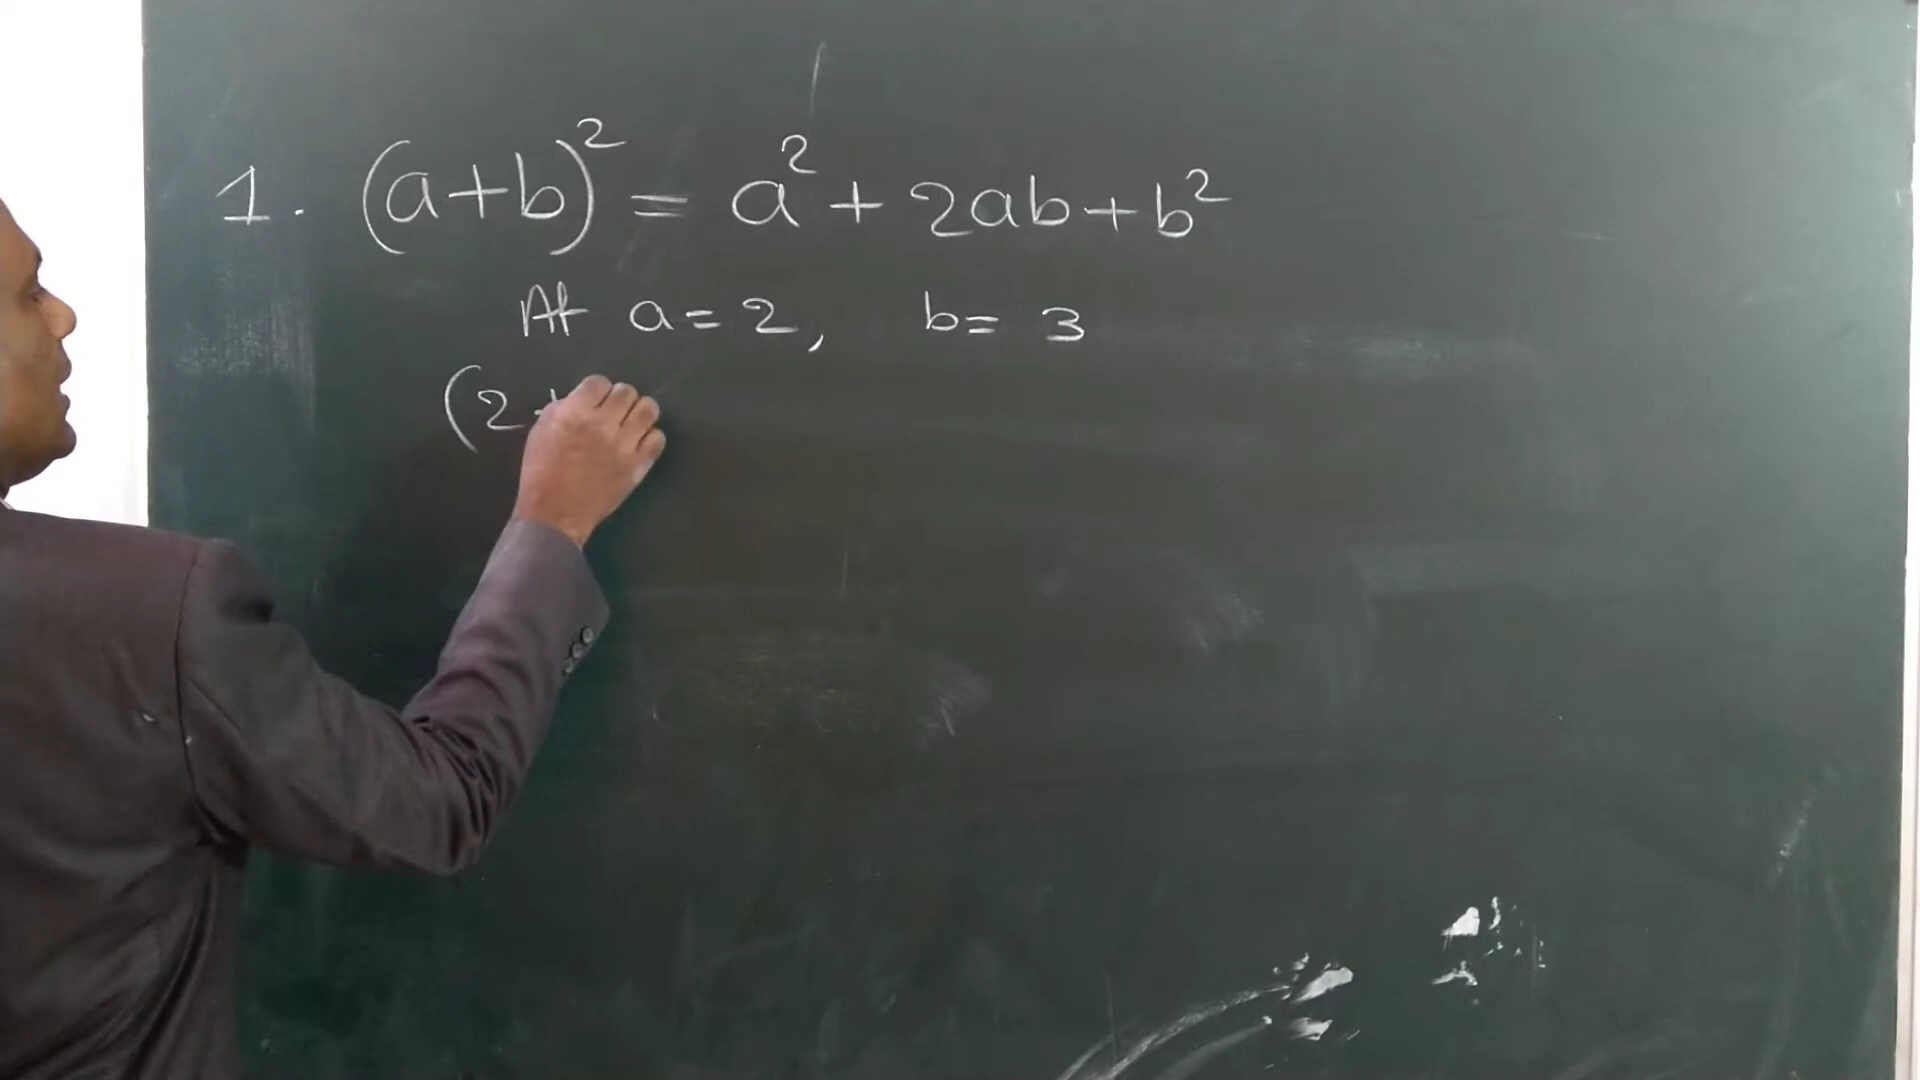 1. (a+b)² = a² + 2ab + b²
At a = 2, b = 3
(2 +